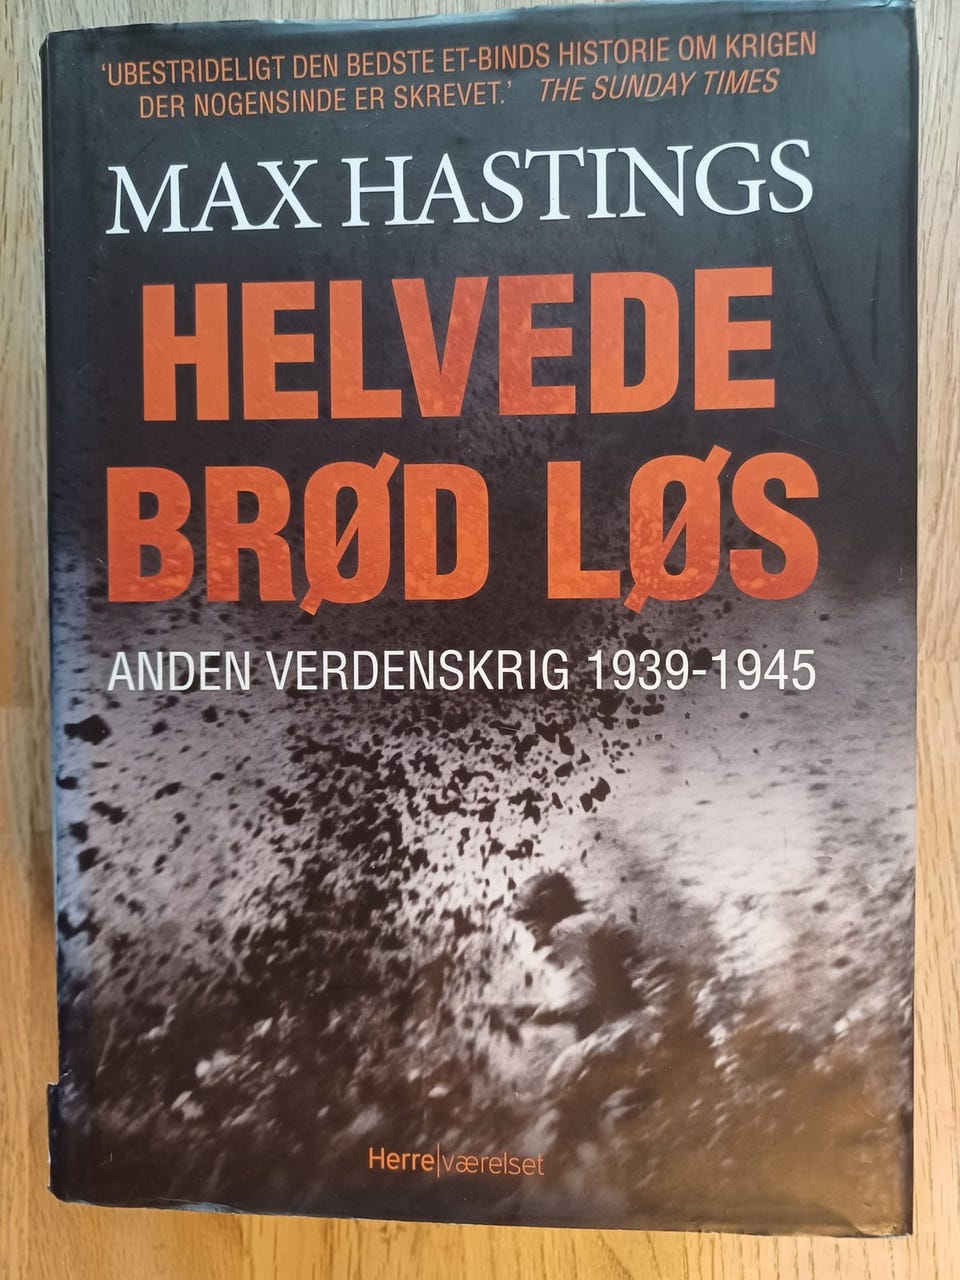 ‘UBESTRIDELIGT DEN BEDSTE ET-BINDS HISTORIE OM KRIGEN
DER NOGENSINDE ER SKREVET.’ THE SUNDAY TIMES
MAX HASTINGS
HELVEDE
BRØD LØS
ANDEN VERDENSKRIG 1939-1945
Herre|værelset